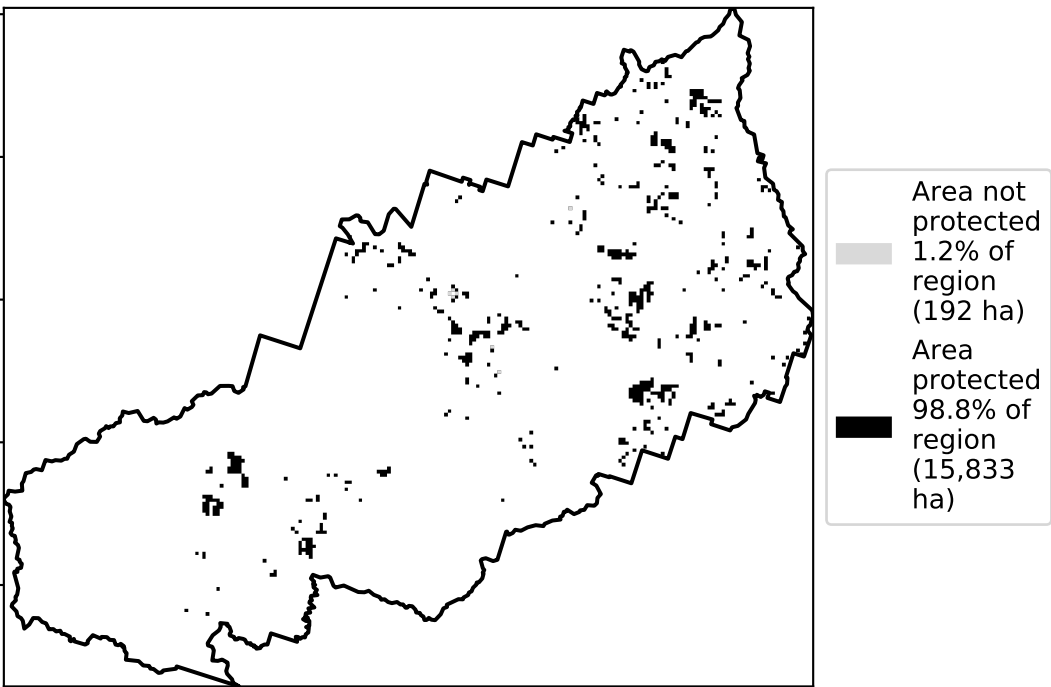 Area not
protected
1.2% of
region
(192 ha)
Area
protected
98.8% of
region
(15,833
ha)